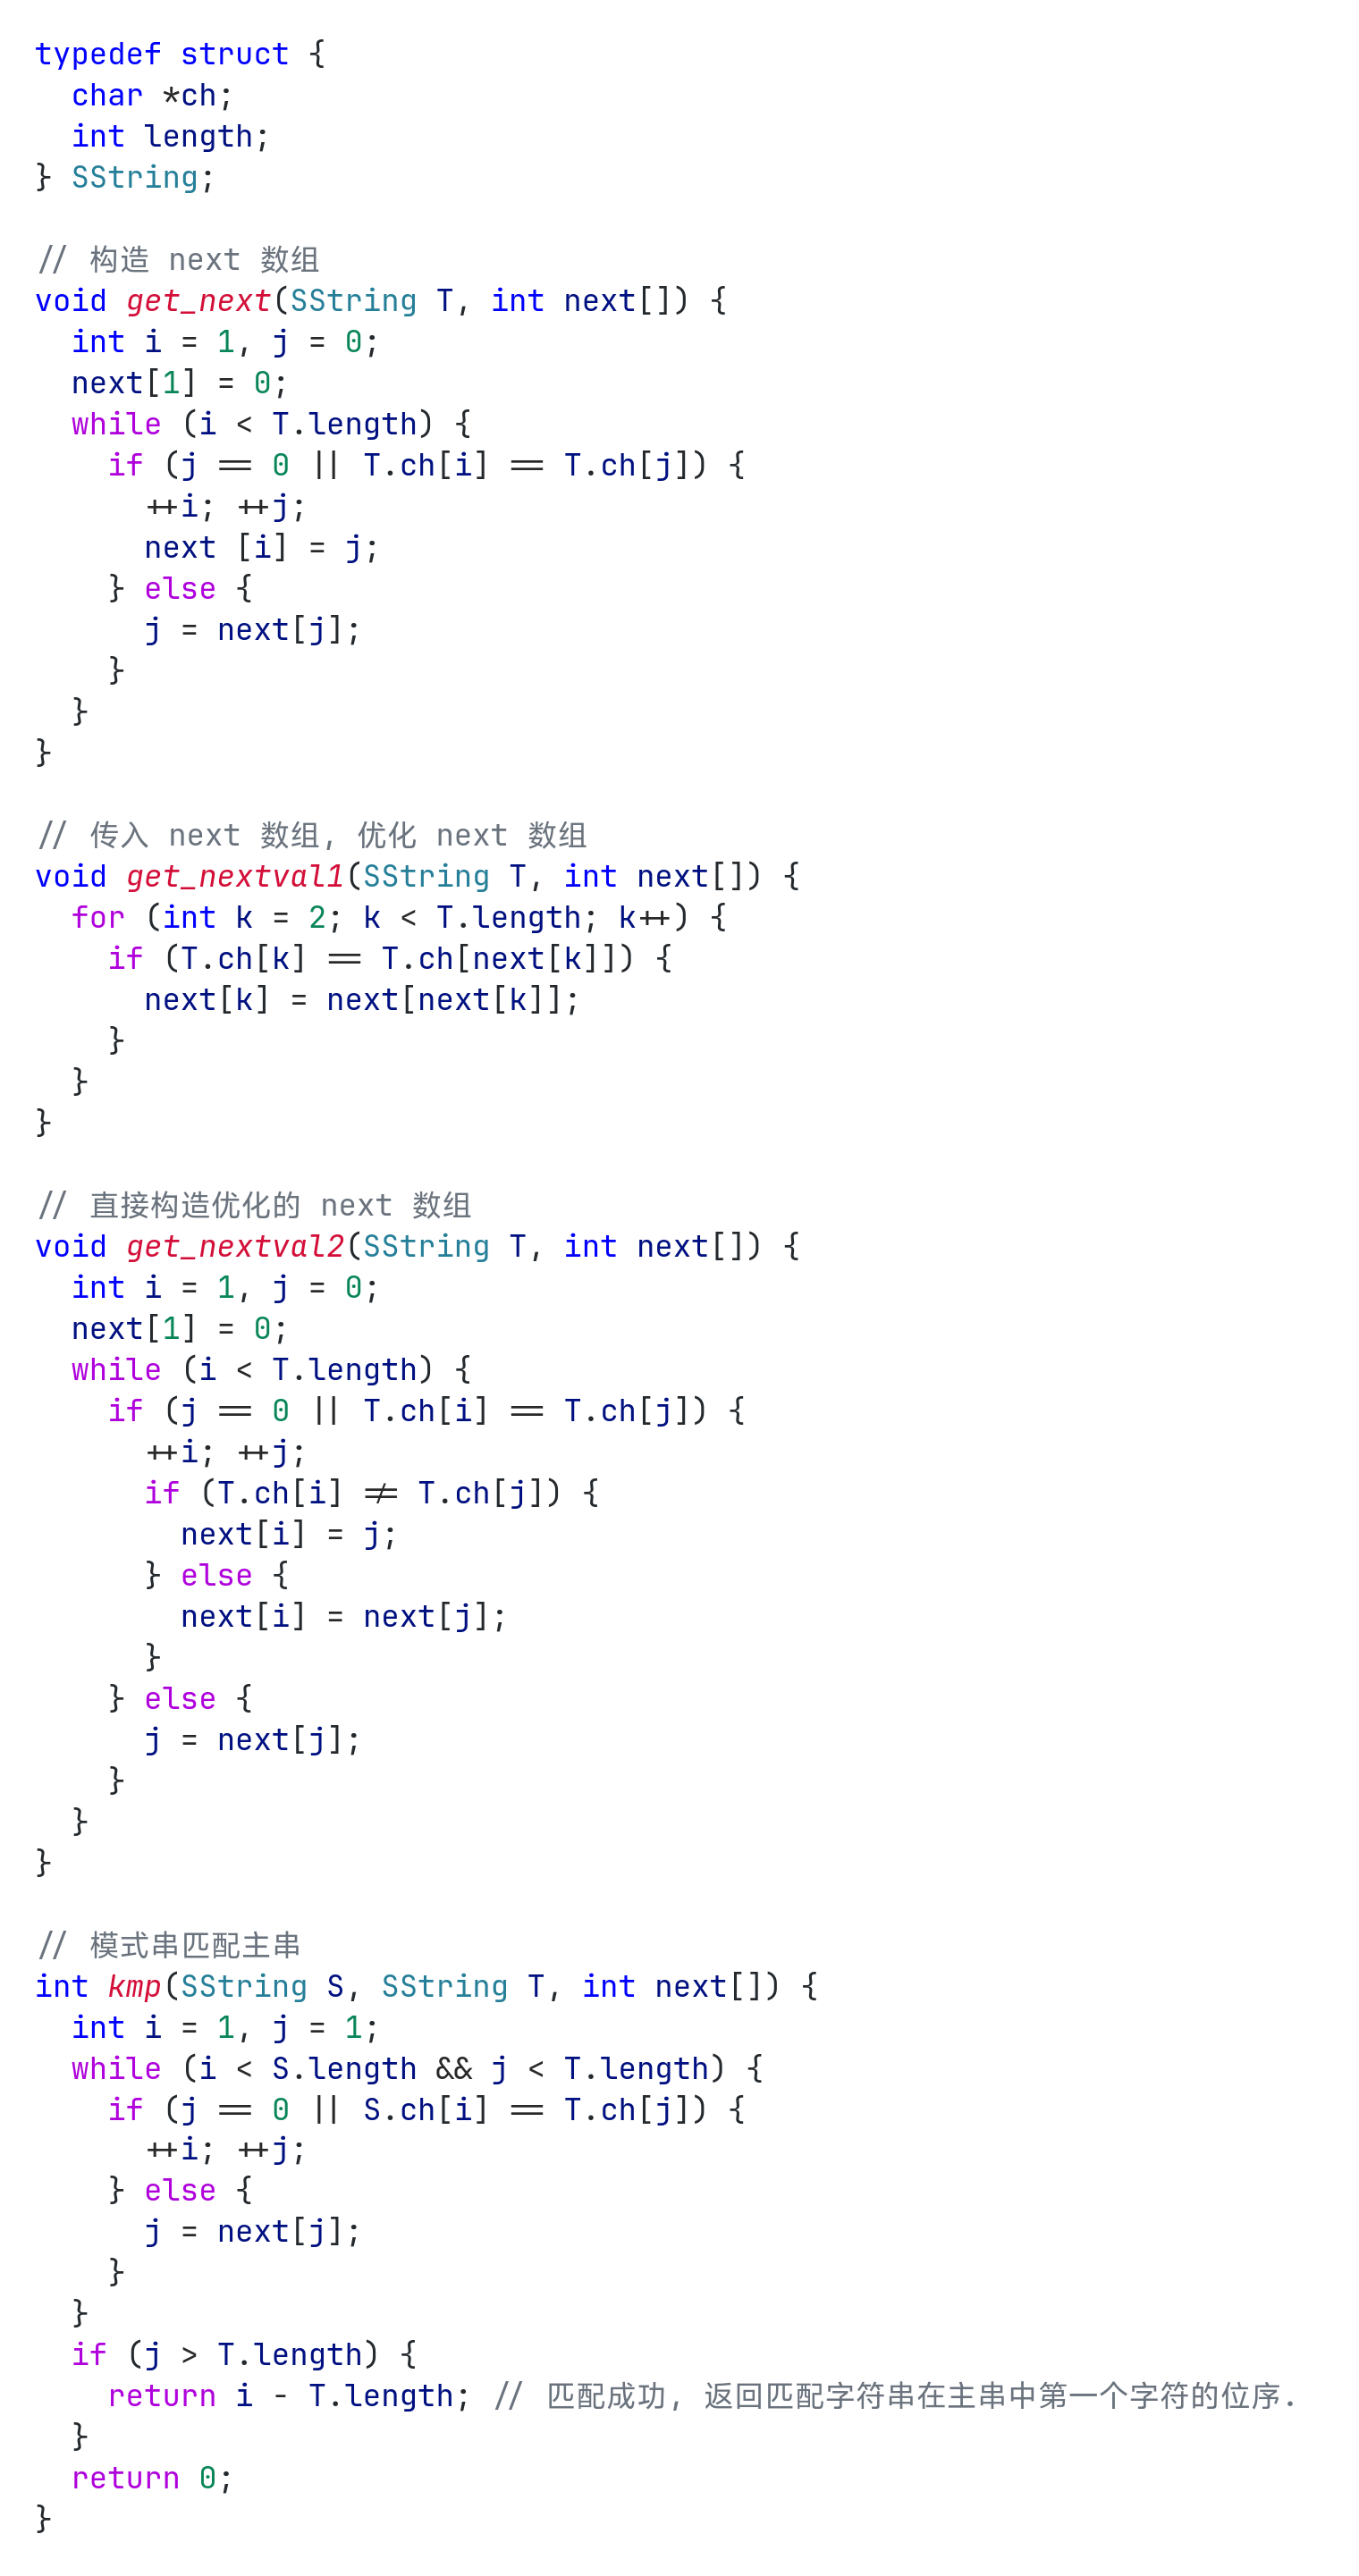 typedef struct {
  char *ch;
  int length;
} SString;

// 构造 next 数组
void get_next(SString T, int next[]) {
  int i = 1, j = 0;
  next[1] = 0;
  while (i < T.length) {
    if (j == 0 || T.ch[i] == T.ch[j]) {
      ++i; ++j;
      next [i] = j;
    } else {
      j = next[j];
    }
  }
}

// 传入 next 数组, 优化 next 数组
void get_nextval1(SString T, int next[]) {
  for (int k = 2; k < T.length; k++) {
    if (T.ch[k] == T.ch[next[k]]) {
      next[k] = next[next[k]];
    }
  }
}

// 直接构造优化的 next 数组
void get_nextval2(SString T, int next[]) {
  int i = 1, j = 0;
  next[1] = 0;
  while (i < T.length) {
    if (j == 0 || T.ch[i] == T.ch[j]) {
      ++i; ++j;
      if (T.ch[i] != T.ch[j]) {
        next[i] = j;
      } else {
        next[i] = next[j];
      }
    } else {
      j = next[j];
    }
  }
}

// 模式串匹配主串
int kmp(SString S, SString T, int next[]) {
  int i = 1, j = 1;
  while (i < S.length && j < T.length) {
    if (j == 0 || S.ch[i] == T.ch[j]) {
      ++i; ++j;
    } else {
      j = next[j];
    }
  }
  if (j > T.length) {
    return i - T.length; // 匹配成功, 返回匹配字符串在主串中第一个字符的位序.
  }
  return 0;
}